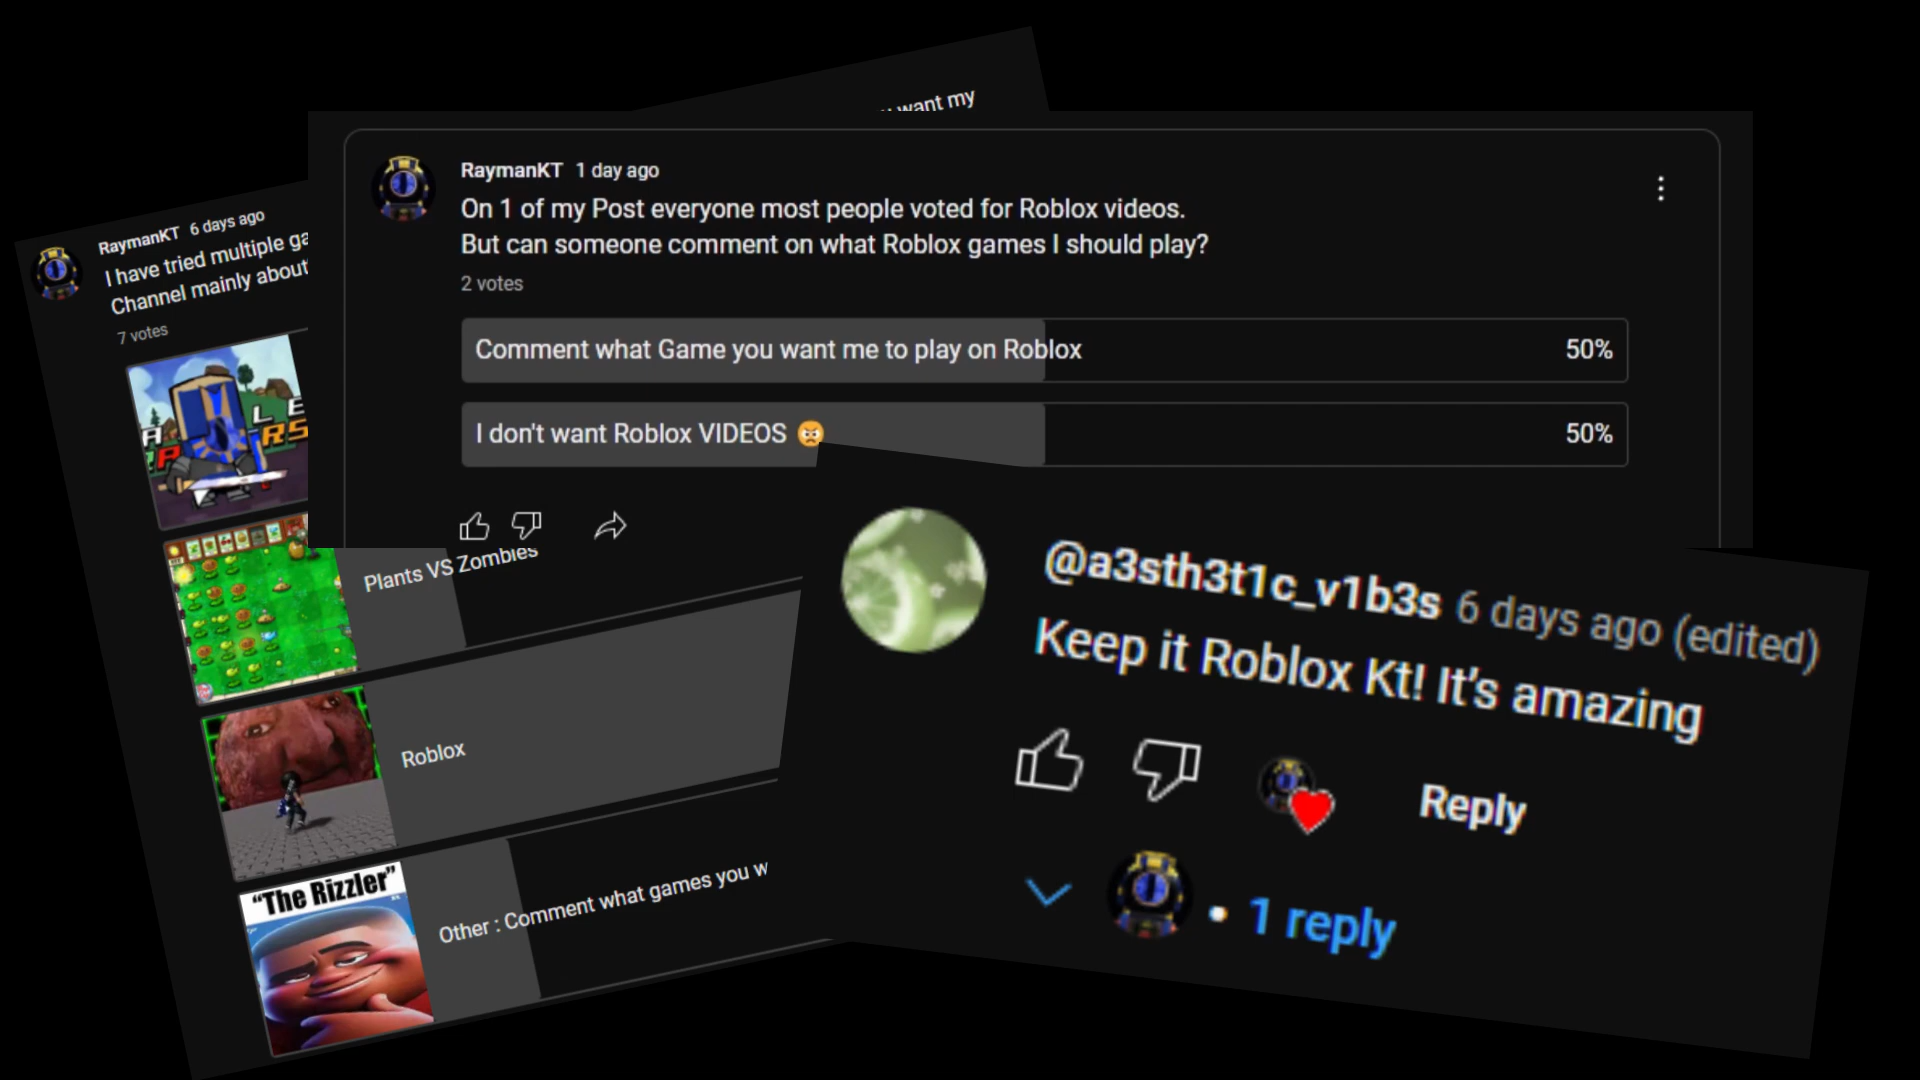 want my
RaymanKT 1 day ago
On 1 of my Post everyone most people voted for Roblox videos.
But can someone comment on what Roblox games I should play?
2 votes
Comment what Game you want me to play on Roblox 50%
I don't want Roblox VIDEOS 😡 50%
RaymanKT 6 days ago
I have tried multiple ga
Channel mainly about
7 votes
Plants VS Zombies
Roblox
"The Rizzler"
Other : Comment what games you w
@a3sth3t1c_v1b3s 6 days ago (edited)
Keep it Roblox Kt! It's amazing
Reply
• 1 reply